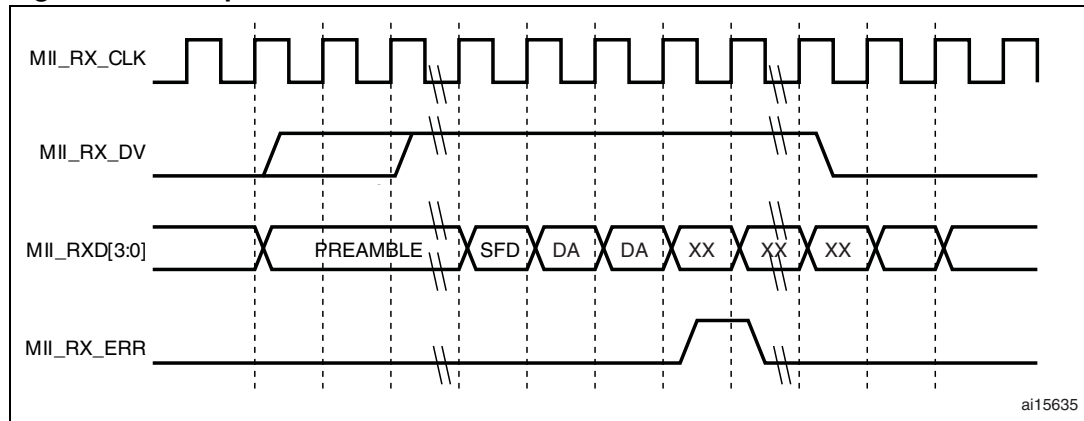 MII_RX_CLK
MII_RX_DV
MII_RXD[3:0] PREAMBLE SFD DA DA XX XX XX
MII_RX_ERR
ai15635